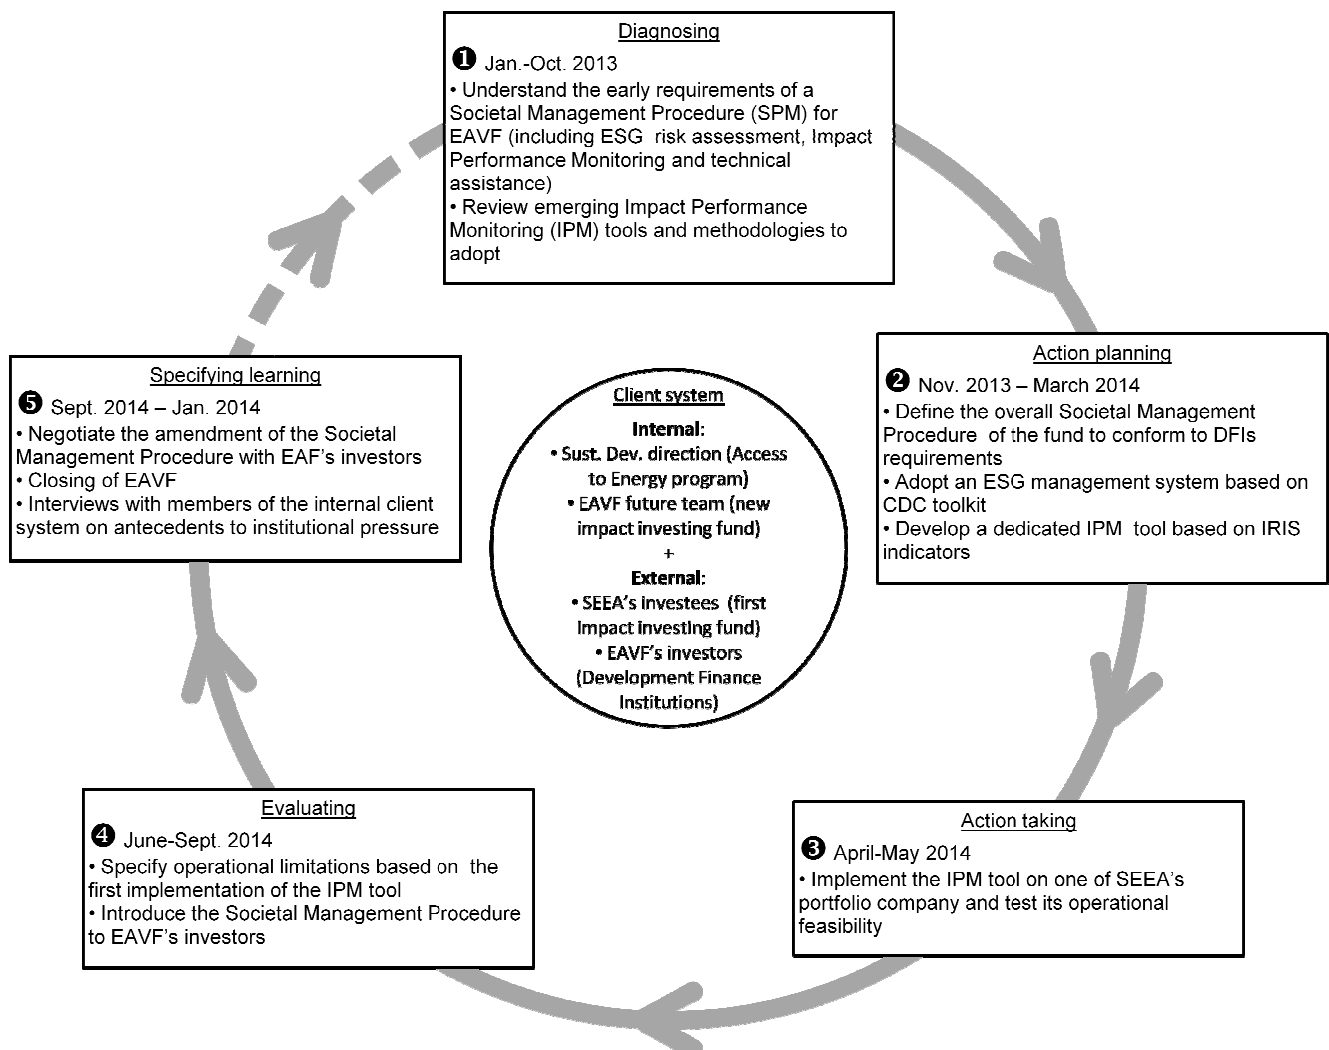 Diagnosing
❶ Jan.-Oct. 2013
• Understand the early requirements of a
Societal Management Procedure (SPM) for
EAVF (including ESG risk assessment, Impact
Performance Monitoring and technical
assistance)
• Review emerging Impact Performance
Monitoring (IPM) tools and methodologies to
adopt
Action planning
❷ Nov. 2013 – March 2014
• Define the overall Societal Management
Procedure of the fund to conform to DFIs
requirements
• Adopt an ESG management system based on
CDC toolkit
• Develop a dedicated IPM tool based on IRIS
indicators
Action taking
❸ April-May 2014
• Implement the IPM tool on one of SEEA's
portfolio company and test its operational
feasibility
Evaluating
❹ June-Sept. 2014
• Specify operational limitations based on the
first implementation of the IPM tool
• Introduce the Societal Management Procedure
to EAVF's investors
Specifying learning
❺ Sept. 2014 – Jan. 2014
• Negotiate the amendment of the Societal
Management Procedure with EAF's investors
• Closing of EAVF
• Interviews with members of the internal client
system on antecedents to institutional pressure
Client system
Internal:
• Sust. Dev. direction (Access
to Energy program)
• EAVF future team (new
impact investing fund)
+
External:
• SEEA's investees (first
impact investing fund)
• EAVF's investors
(Development Finance
Institutions)